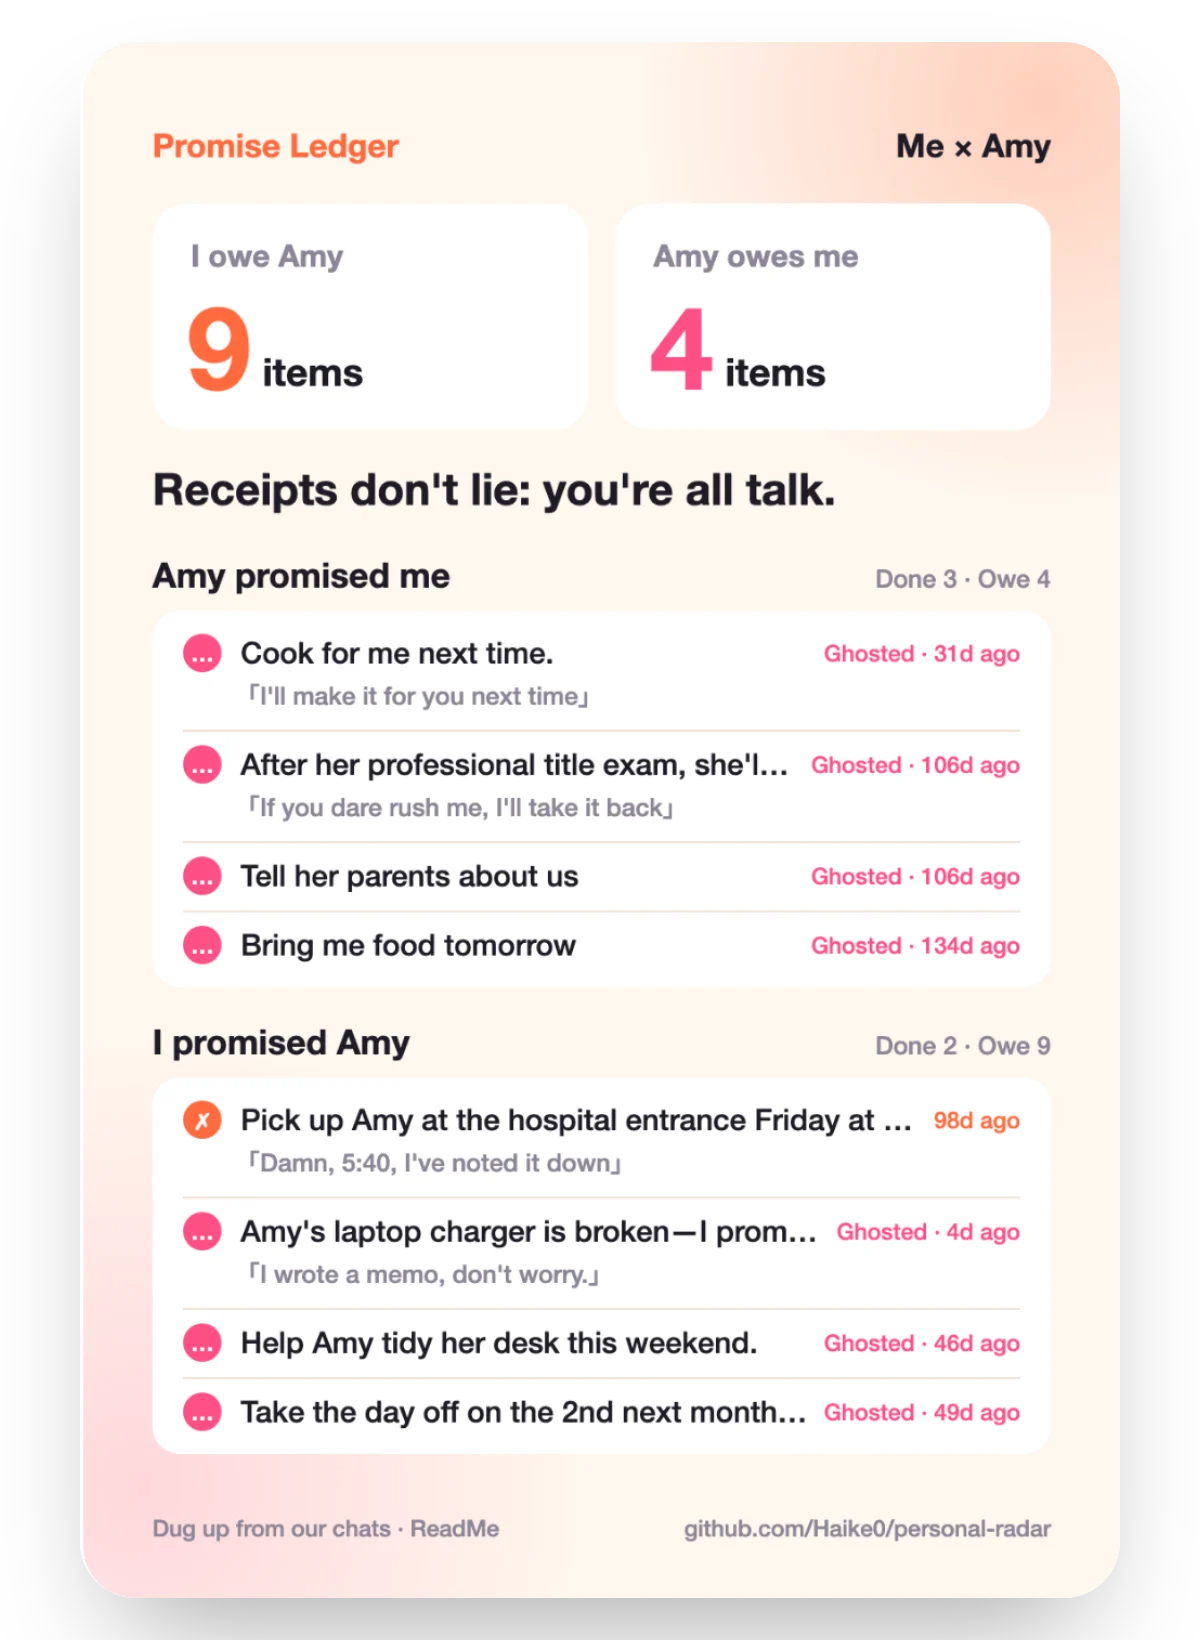 Promise Ledger
Me × Amy
I owe Amy
9 items
Amy owes me
4 items
Receipts don't lie: you're all talk.
Amy promised me
Done 3 · Owe 4
... Cook for me next time. Ghosted · 31d ago
「I'll make it for you next time」
... After her professional title exam, she'l... Ghosted · 106d ago
「If you dare rush me, I'll take it back」
... Tell her parents about us Ghosted · 106d ago
... Bring me food tomorrow Ghosted · 134d ago
I promised Amy
Done 2 · Owe 9
✗ Pick up Amy at the hospital entrance Friday at ... 98d ago
「Damn, 5:40, I've noted it down」
... Amy's laptop charger is broken—I prom... Ghosted · 4d ago
「I wrote a memo, don't worry.」
... Help Amy tidy her desk this weekend. Ghosted · 46d ago
... Take the day off on the 2nd next month... Ghosted · 49d ago
Dug up from our chats · ReadMe
github.com/Haike0/personal-radar